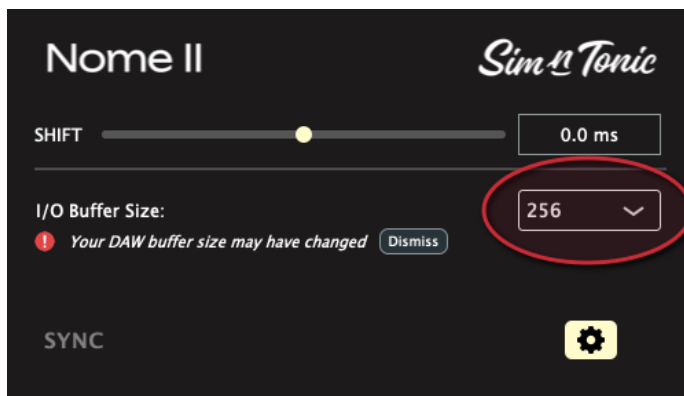 Nome II
Sim n Tonic
SHIFT 0.0 ms
I/O Buffer Size: 256
! Your DAW buffer size may have changed Dismiss
SYNC